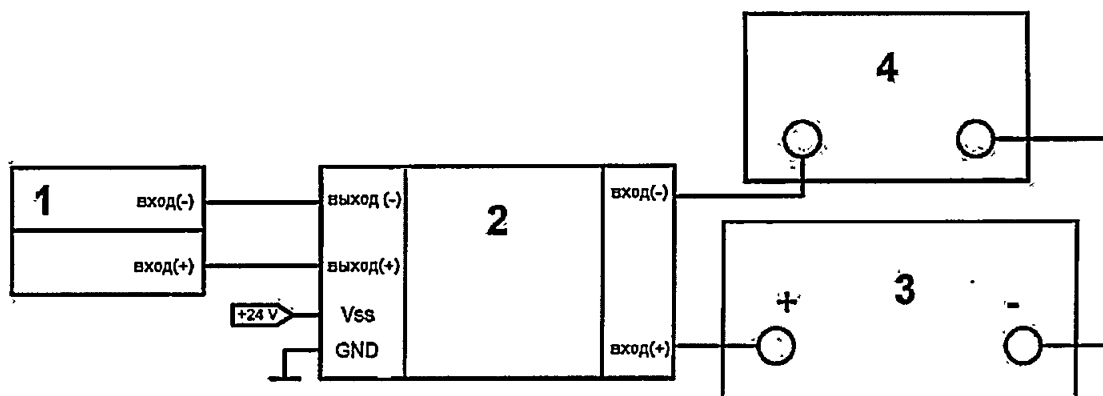 4
1
вход(-)
вход(+)
выход (-)
выход(+)
+24 V
Vss
GND
2
вход(-)
вход(+)
3
+
-